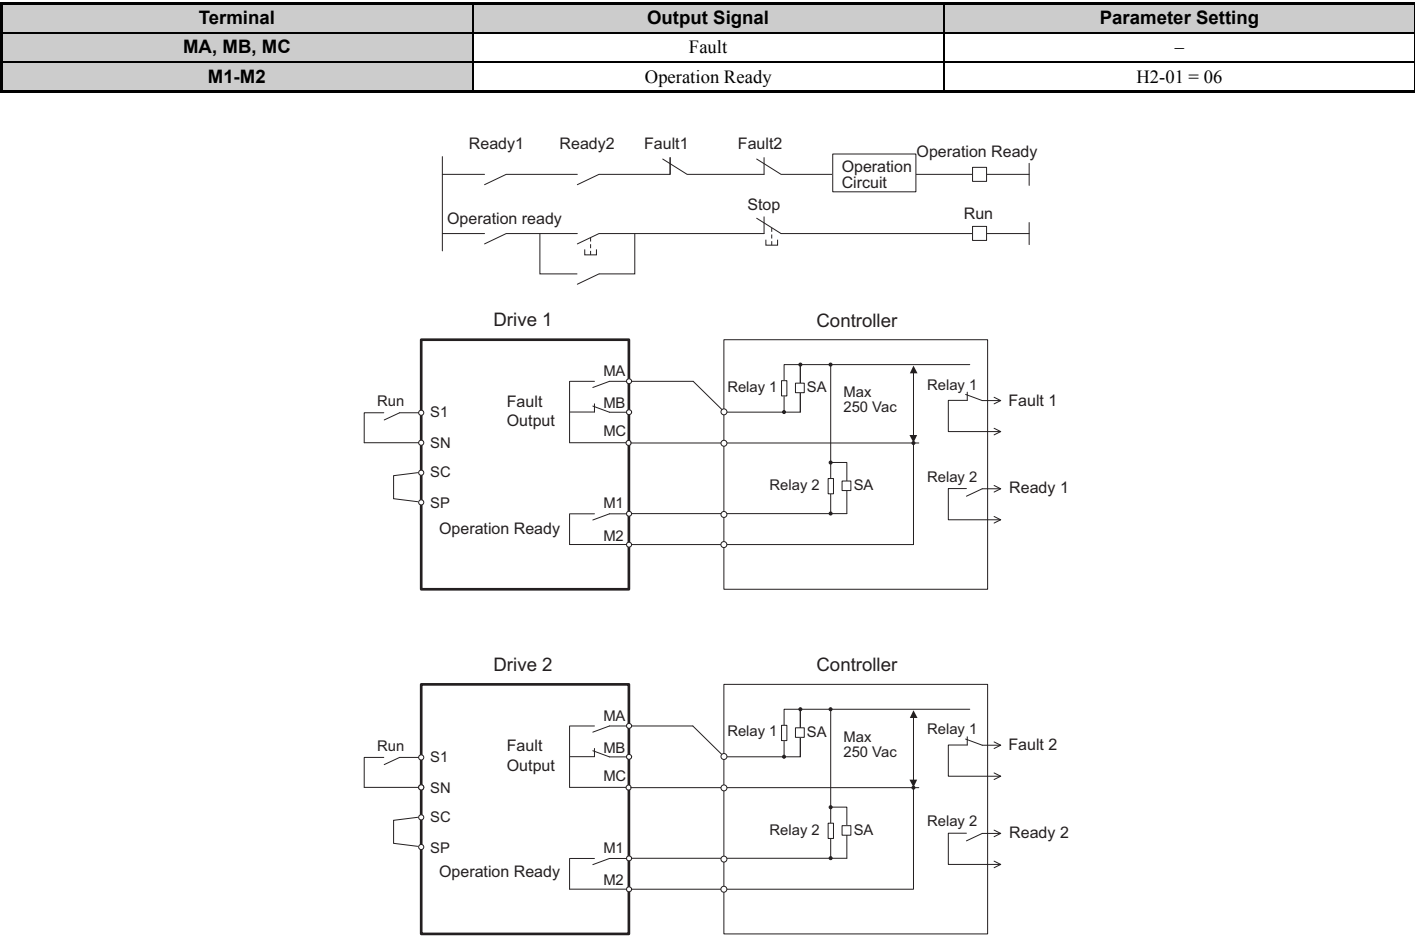 Terminal Output Signal Parameter Setting
MA, MB, MC Fault –
M1-M2 Operation Ready H2-01 = 06
Ready1 Ready2 Fault1 Fault2
Operation Ready
Operation
Circuit
Operation ready Stop Run
Drive 1 Controller
Run
S1
SN
SC
SP
Fault
Output
MA
MB
MC
Operation Ready
M1
M2
Relay 1 SA
Max
250 Vac
Relay 2 SA
Relay 1 Fault 1
Relay 2 Ready 1
Drive 2 Controller
Run
S1
SN
SC
SP
Fault
Output
MA
MB
MC
Operation Ready
M1
M2
Relay 1 SA
Max
250 Vac
Relay 2 SA
Relay 1 Fault 2
Relay 2 Ready 2